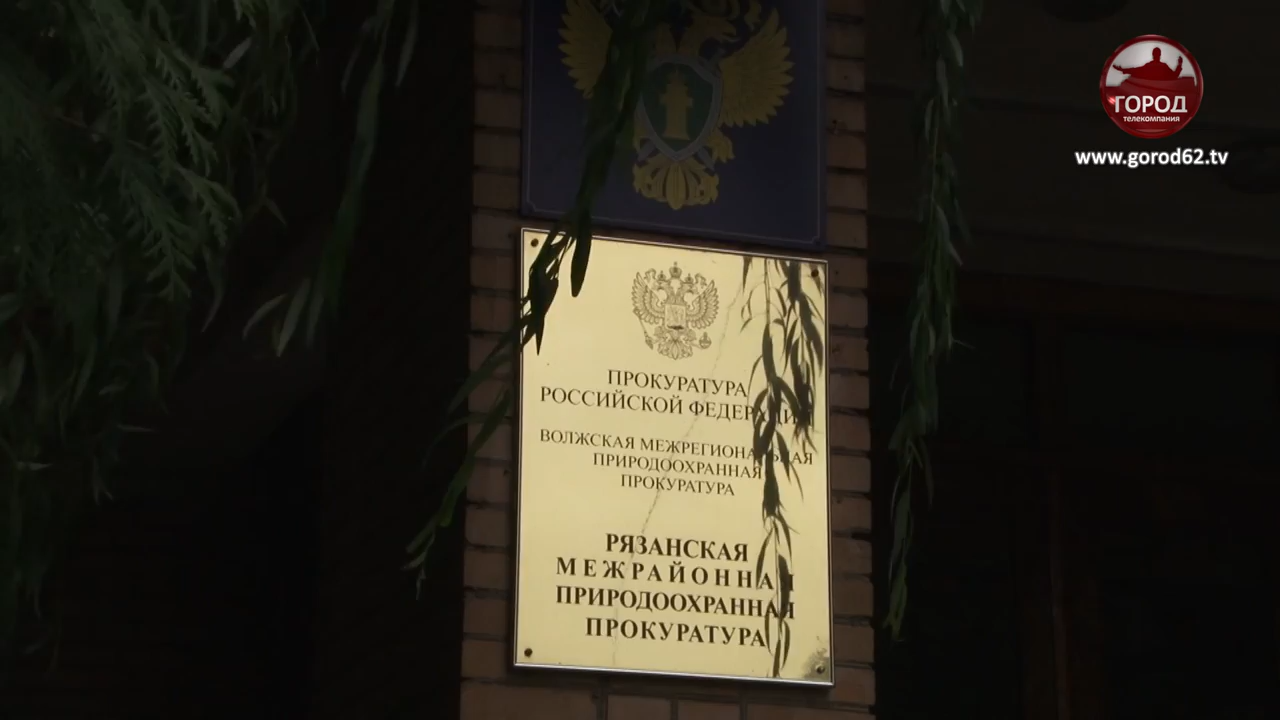 ГОРОД
телекомпания
www.gorod62.tv
ПРОКУРАТУРА
РОССИЙСКОЙ ФЕДЕРАЦИИ
ВОЛЖСКАЯ МЕЖРЕГИОНАЛЬНАЯ
ПРИРОДООХРАННАЯ
ПРОКУРАТУРА
РЯЗАНСКАЯ
МЕЖРАЙОННАЯ
ПРИРОДООХРАННАЯ
ПРОКУРАТУРА